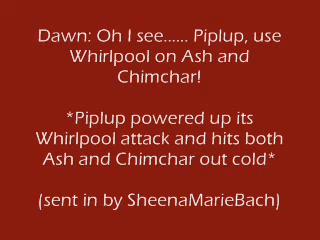 Dawn: Oh I see...... Piplup, use
Whirlpool on Ash and
Chimchar!
*Piplup powered up its
Whirlpool attack and hits both
Ash and Chimchar out cold*
(sent in by SheenaMarieBach)